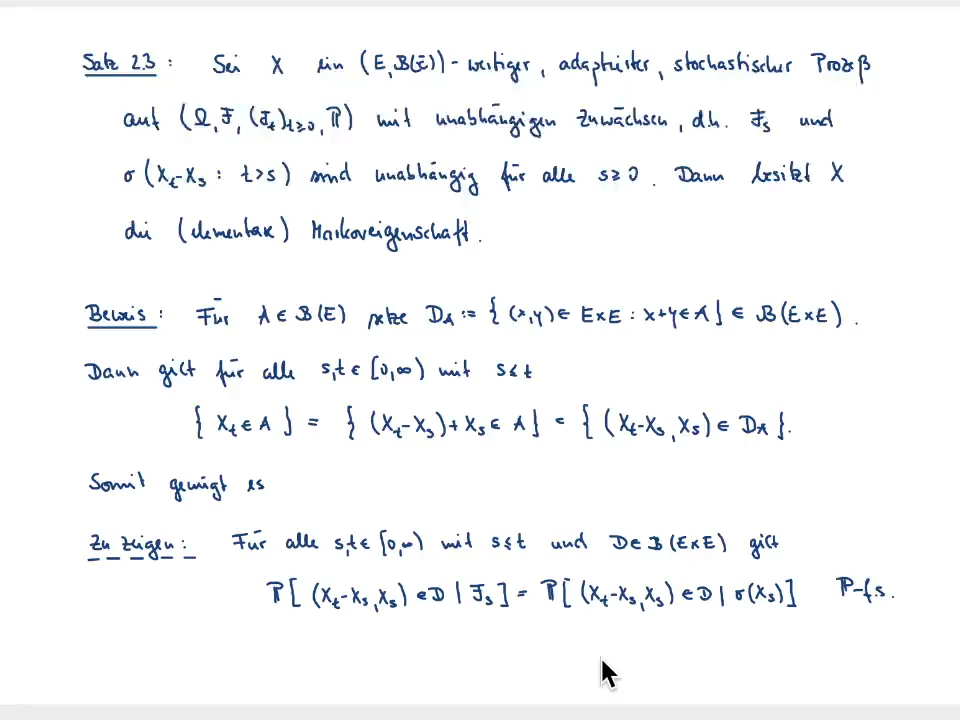 Satz 2.3 : Sei X ein (E, B(E)) - wertiger, adaptierter, stochastischer Prozeß
auf (Ω, F, (F_t)_{t≥0}, ℙ) mit unabhängigen Zuwächsen, d.h. F_s und
σ(X_t - X_s : t > s) sind unabhängig für alle s ≥ 0. Dann besitzt X
die (elementare) Markoveigenschaft.
Beweis : Für A ∈ B(E) setze D_A := { (x,y) ∈ E×E : x+y ∈ A } ∈ B(E×E).
Dann gilt für alle s,t ∈ [0,∞) mit s ≤ t
{ X_t ∈ A } = { (X_t - X_s) + X_s ∈ A } = { (X_t - X_s, X_s) ∈ D_A }.
Somit genügt es
Zu zeigen : Für alle s,t ∈ [0,∞) mit s ≤ t und D ∈ B(E×E) gilt
ℙ[ (X_t - X_s, X_s) ∈ D | F_s ] = ℙ[ (X_t - X_s, X_s) ∈ D | σ(X_s) ] ℙ-f.s.